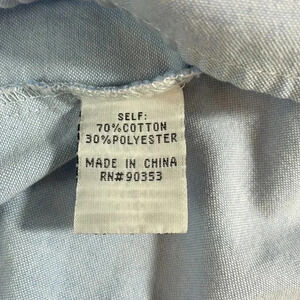 SELF:
70%COTTON
30%POLYESTER
MADE IN CHINA
RN#90353